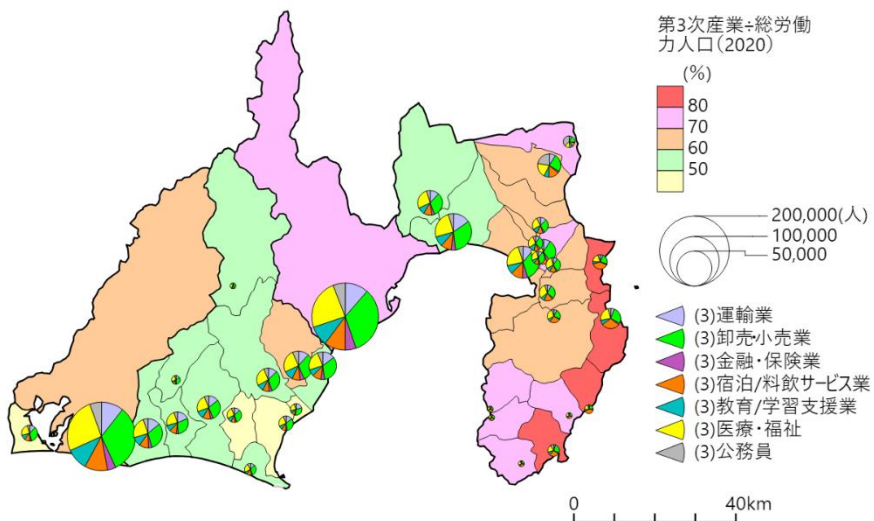 第3次産業÷総労働
力人口(2020)
(%)
80
70
60
50
200,000(人)
100,000
50,000
(3)運輸業
(3)卸売・小売業
(3)金融・保険業
(3)宿泊/料飲サービス業
(3)教育/学習支援業
(3)医療・福祉
(3)公務員
0 40km